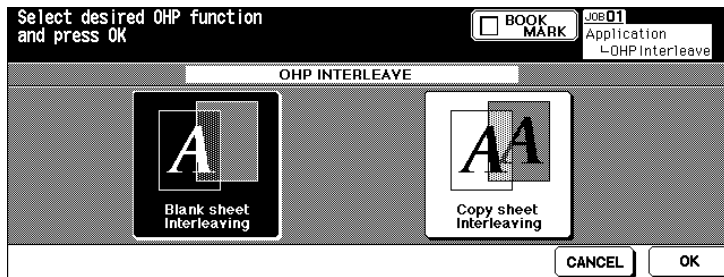 Select desired OHP function
and press OK
BOOK
MARK
JOB01
Application
└OHP Interleave
OHP INTERLEAVE
A
Blank sheet
Interleaving
AA
Copy sheet
Interleaving
CANCEL
OK